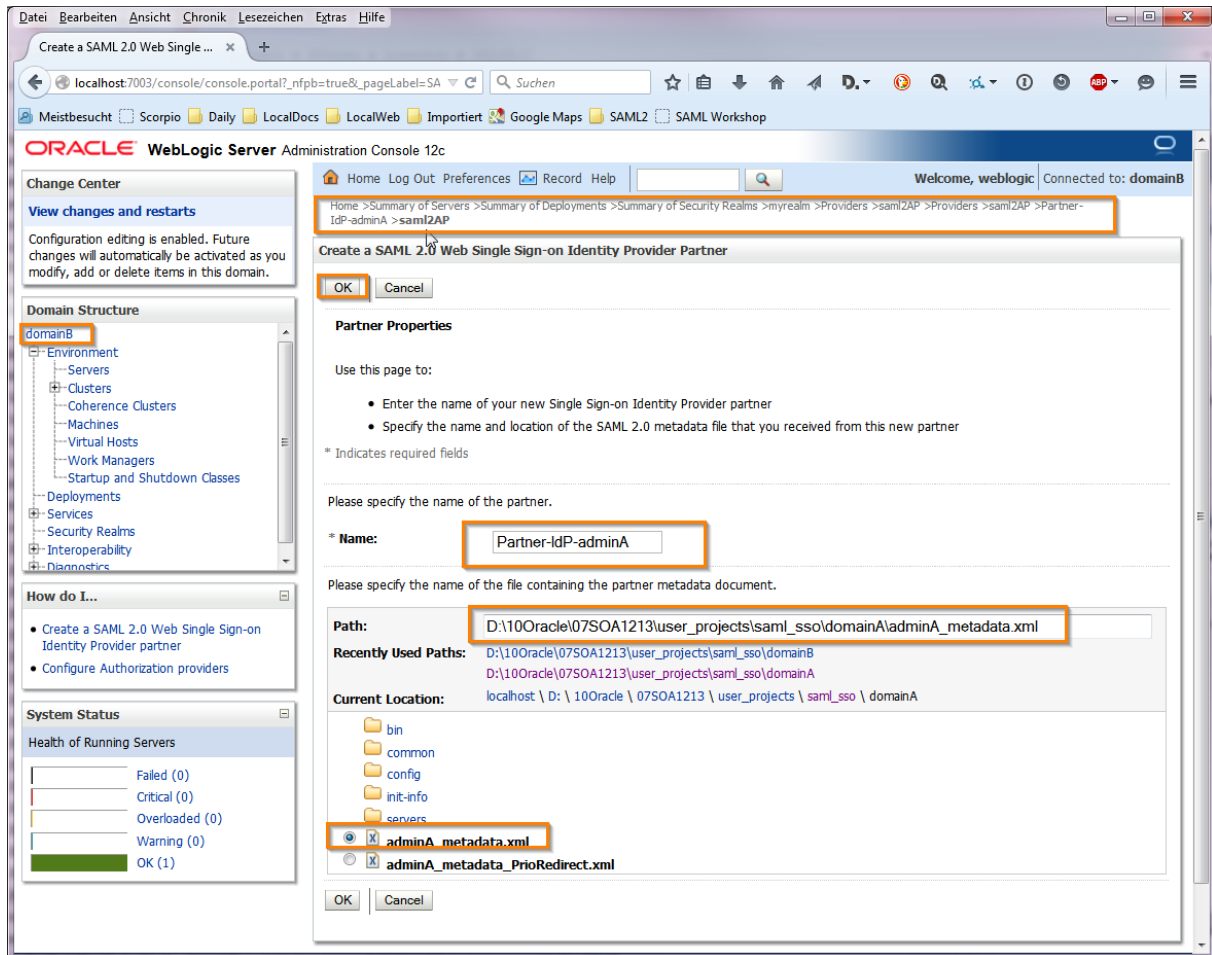 Datei Bearbeiten Ansicht Chronik Lesezeichen Extras Hilfe
Create a SAML 2.0 Web Single ... × +
localhost:7003/console/console.portal?_nfpb=true&_pageLabel=SA Suchen
Meistbesucht Scorpio Daily LocalDocs LocalWeb Importiert Google Maps SAML2 SAML Workshop
ORACLE WebLogic Server Administration Console 12c
Change Center
View changes and restarts
Configuration editing is enabled. Future
changes will automatically be activated as you
modify, add or delete items in this domain.
Domain Structure
domainB
Environment
Servers
Clusters
Coherence Clusters
Machines
Virtual Hosts
Work Managers
Startup and Shutdown Classes
Deployments
Services
Security Realms
Interoperability
Diagnostics
How do I...
Create a SAML 2.0 Web Single Sign-on
Identity Provider partner
Configure Authorization providers
System Status
Health of Running Servers
Failed (0)
Critical (0)
Overloaded (0)
Warning (0)
OK (1)
Home Log Out Preferences Record Help
Welcome, weblogic Connected to: domainB
Home >Summary of Servers >Summary of Deployments >Summary of Security Realms >myrealm >Providers >saml2AP >Providers >saml2AP >Partner-
IdP-adminA >saml2AP
Create a SAML 2.0 Web Single Sign-on Identity Provider Partner
OK Cancel
Partner Properties
Use this page to:
• Enter the name of your new Single Sign-on Identity Provider partner
• Specify the name and location of the SAML 2.0 metadata file that you received from this new partner
* Indicates required fields
Please specify the name of the partner.
* Name: Partner-IdP-adminA
Please specify the name of the file containing the partner metadata document.
Path: D:\10Oracle\07SOA1213\user_projects\saml_sso\domainA\adminA_metadata.xml
Recently Used Paths: D:\10Oracle\07SOA1213\user_projects\saml_sso\domainB
D:\10Oracle\07SOA1213\user_projects\saml_sso\domainA
Current Location: localhost \ D: \ 10Oracle \ 07SOA1213 \ user_projects \ saml_sso \ domainA
bin
common
config
init-info
servers
adminA_metadata.xml
adminA_metadata_PrioRedirect.xml
OK Cancel